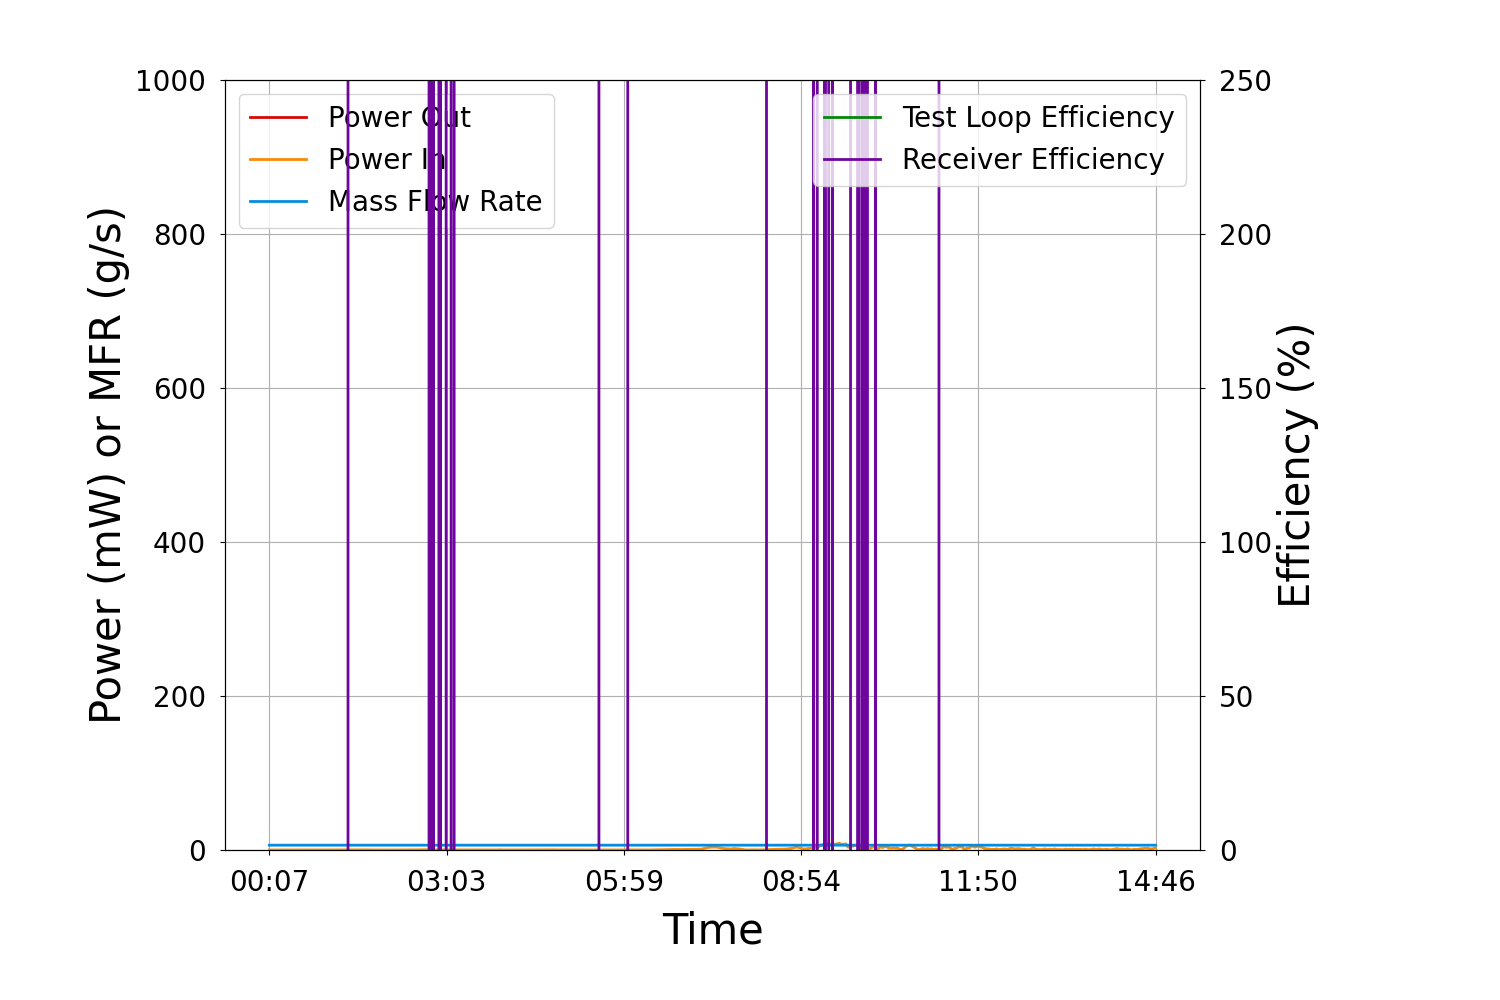 1000
800
600
400
200
0
Power (mW) or MFR (g/s)
Power Out
Power In
Mass Flow Rate
Test Loop Efficiency
Receiver Efficiency
250
200
150
100
50
0
Efficiency (%)
00:07 03:03 05:59 08:54 11:50 14:46
Time